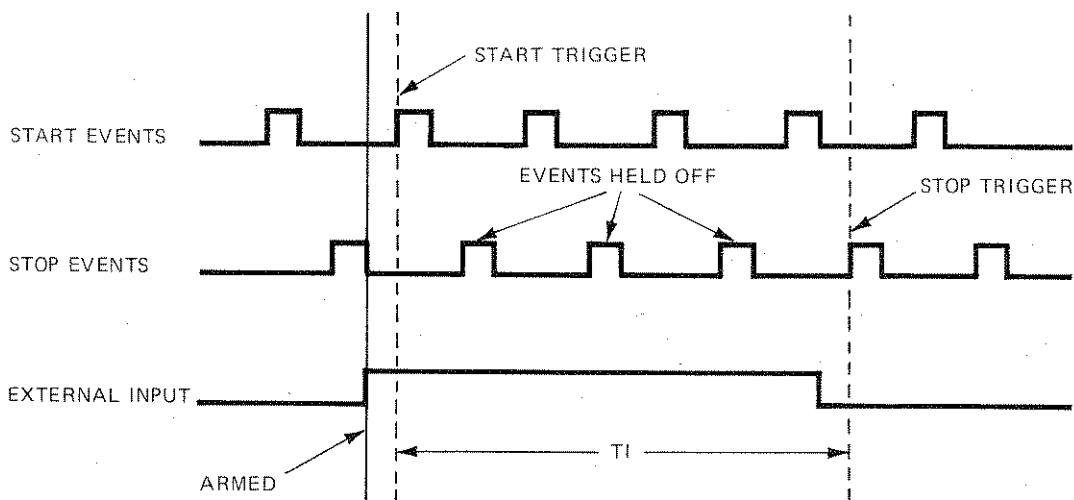 START TRIGGER
START EVENTS
EVENTS HELD OFF
STOP TRIGGER
STOP EVENTS
EXTERNAL INPUT
TI
ARMED